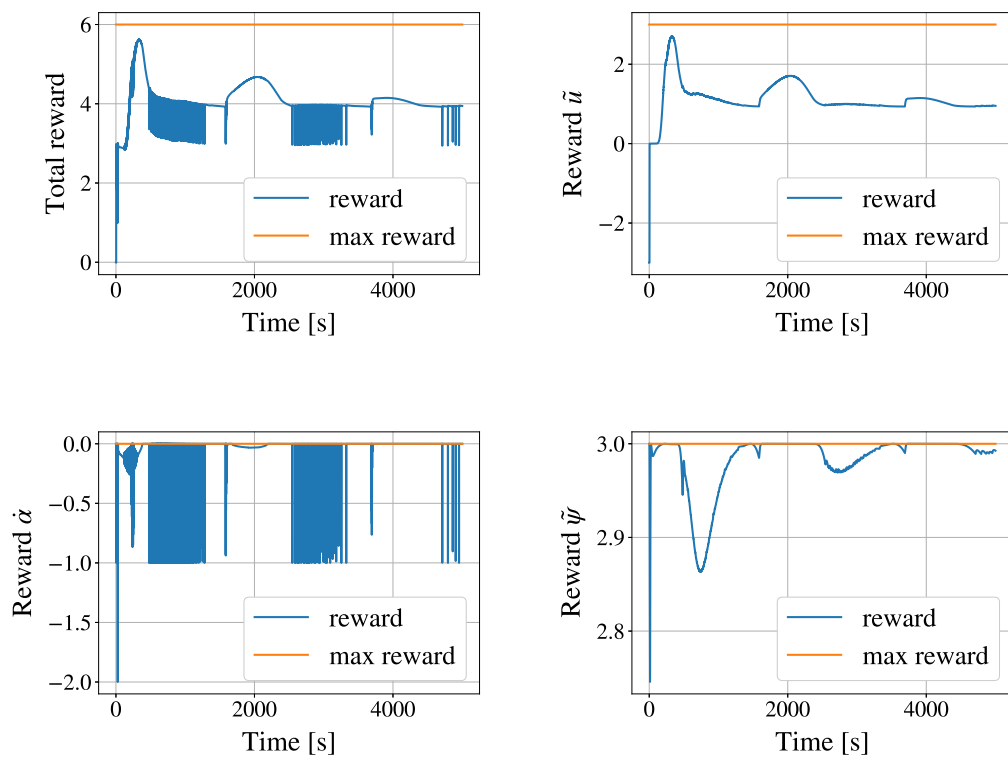 Total reward
6
4
2
0
0
2000
4000
Time [s]
reward
max reward
Reward ũ
2
0
−2
0
2000
4000
Time [s]
reward
max reward
Reward α̇
0.0
−0.5
−1.0
−1.5
−2.0
0
2000
4000
Time [s]
reward
max reward
Reward ψ̃
3.0
2.9
2.8
0
2000
4000
Time [s]
reward
max reward